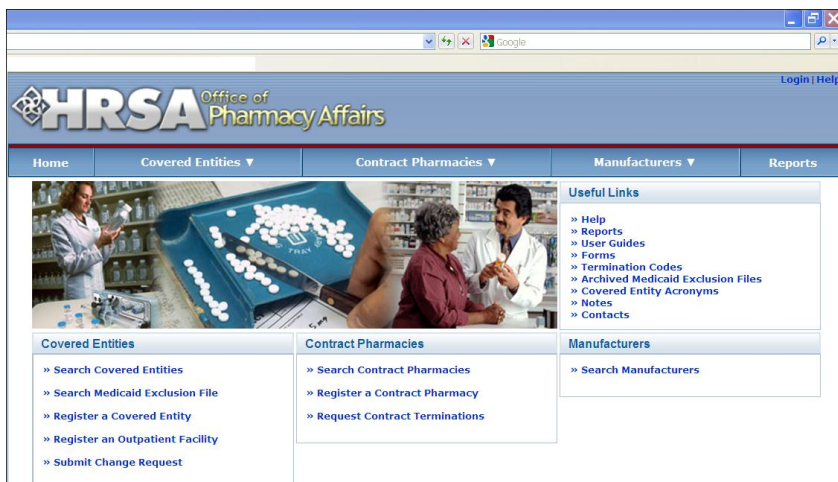 Google
Login | Help
HRSA Office of Pharmacy Affairs
Home Covered Entities ▼ Contract Pharmacies ▼ Manufacturers ▼ Reports
TRAY
5 mg
Useful Links
» Help
» Reports
» User Guides
» Forms
» Termination Codes
» Archived Medicaid Exclusion Files
» Covered Entity Acronyms
» Notes
» Contacts
Covered Entities
» Search Covered Entities
» Search Medicaid Exclusion File
» Register a Covered Entity
» Register an Outpatient Facility
» Submit Change Request
Contract Pharmacies
» Search Contract Pharmacies
» Register a Contract Pharmacy
» Request Contract Terminations
Manufacturers
» Search Manufacturers